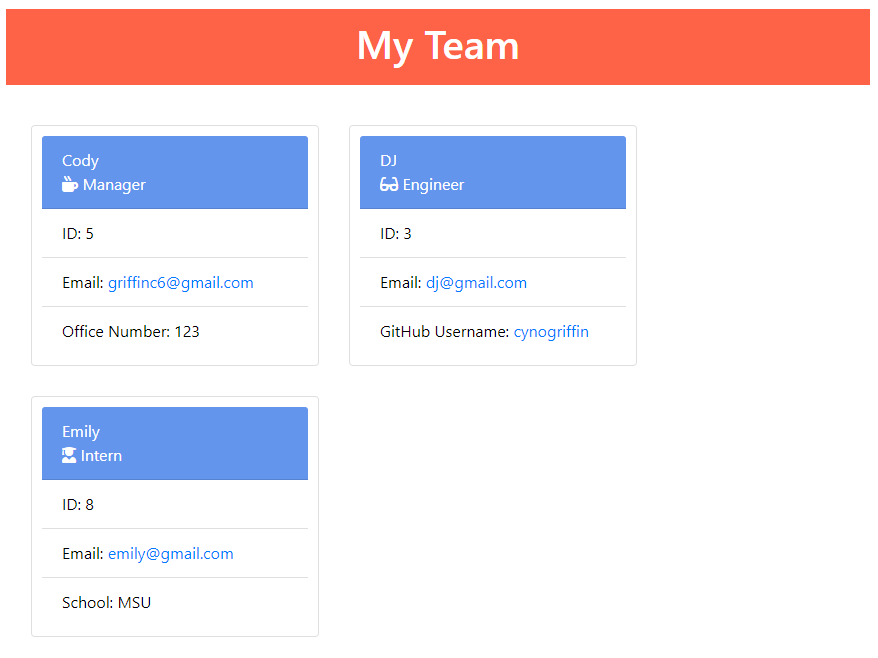 My Team
Cody
Manager
ID: 5
Email: griffinc6@gmail.com
Office Number: 123
DJ
Engineer
ID: 3
Email: dj@gmail.com
GitHub Username: cynogriffin
Emily
Intern
ID: 8
Email: emily@gmail.com
School: MSU